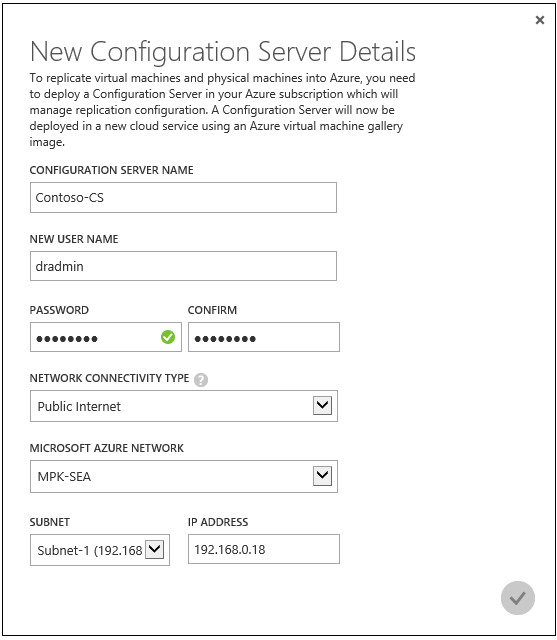 New Configuration Server Details
To replicate virtual machines and physical machines into Azure, you need
to deploy a Configuration Server in your Azure subscription which will
manage replication configuration. A Configuration Server will now be
deployed in a new cloud service using an Azure virtual machine gallery
image.
CONFIGURATION SERVER NAME
Contoso-CS
NEW USER NAME
dradmin
PASSWORD CONFIRM
●●●●●●●● ●●●●●●●●
NETWORK CONNECTIVITY TYPE ?
Public Internet
MICROSOFT AZURE NETWORK
MPK-SEA
SUBNET IP ADDRESS
Subnet-1 (192.168 192.168.0.18